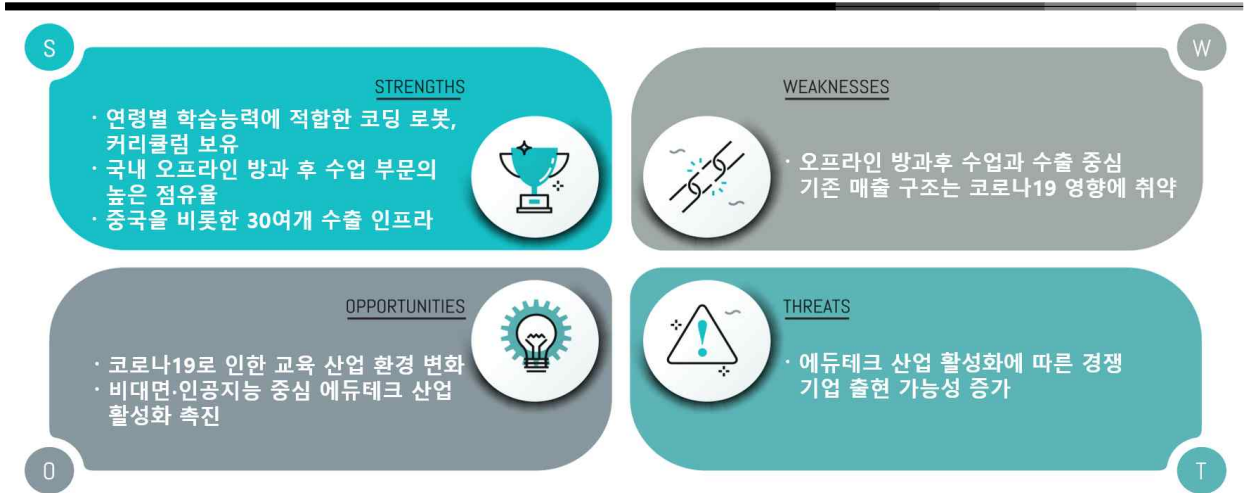 S
STRENGTHS
· 연령별 학습능력에 적합한 코딩 로봇,
커리큘럼 보유
· 국내 오프라인 방과 후 수업 부문의
높은 점유율
· 중국을 비롯한 30여개 수출 인프라
W
WEAKNESSES
· 오프라인 방과후 수업과 수출 중심
기존 매출 구조는 코로나19 영향에 취약
OPPORTUNITIES
· 코로나19로 인한 교육 산업 환경 변화
· 비대면·인공지능 중심 에듀테크 산업
활성화 촉진
O
THREATS
· 에듀테크 산업 활성화에 따른 경쟁
기업 출현 가능성 증가
T